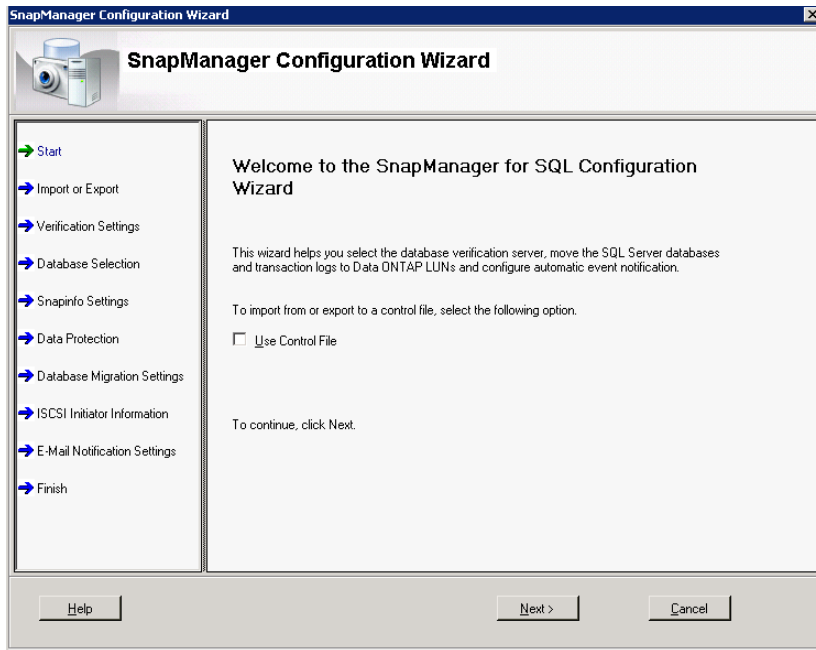 SnapManager Configuration Wizard
SnapManager Configuration Wizard
Start
Import or Export
Verification Settings
Database Selection
Snapinfo Settings
Data Protection
Database Migration Settings
ISCSI Initiator Information
E-Mail Notification Settings
Finish
Welcome to the SnapManager for SQL Configuration
Wizard
This wizard helps you select the database verification server, move the SQL Server databases
and transaction logs to Data ONTAP LUNs and configure automatic event notification.
To import from or export to a control file, select the following option.
Use Control File
To continue, click Next.
Help
Next >
Cancel